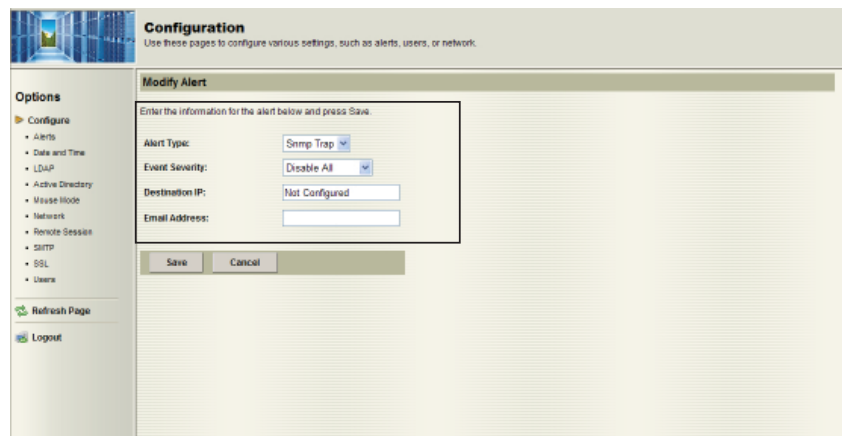 Configuration
Use these pages to configure various settings, such as alerts, users, or network.
Options
Configure
Alerts
Date and Time
LDAP
Active Directory
Mouse Mode
Network
Remote Session
SMTP
SSL
Users
Refresh Page
Logout
Modify Alert
Enter the information for the alert below and press Save.
Alert Type: Snmp Trap
Event Severity: Disable All
Destination IP: Not Configured
Email Address:
Save Cancel